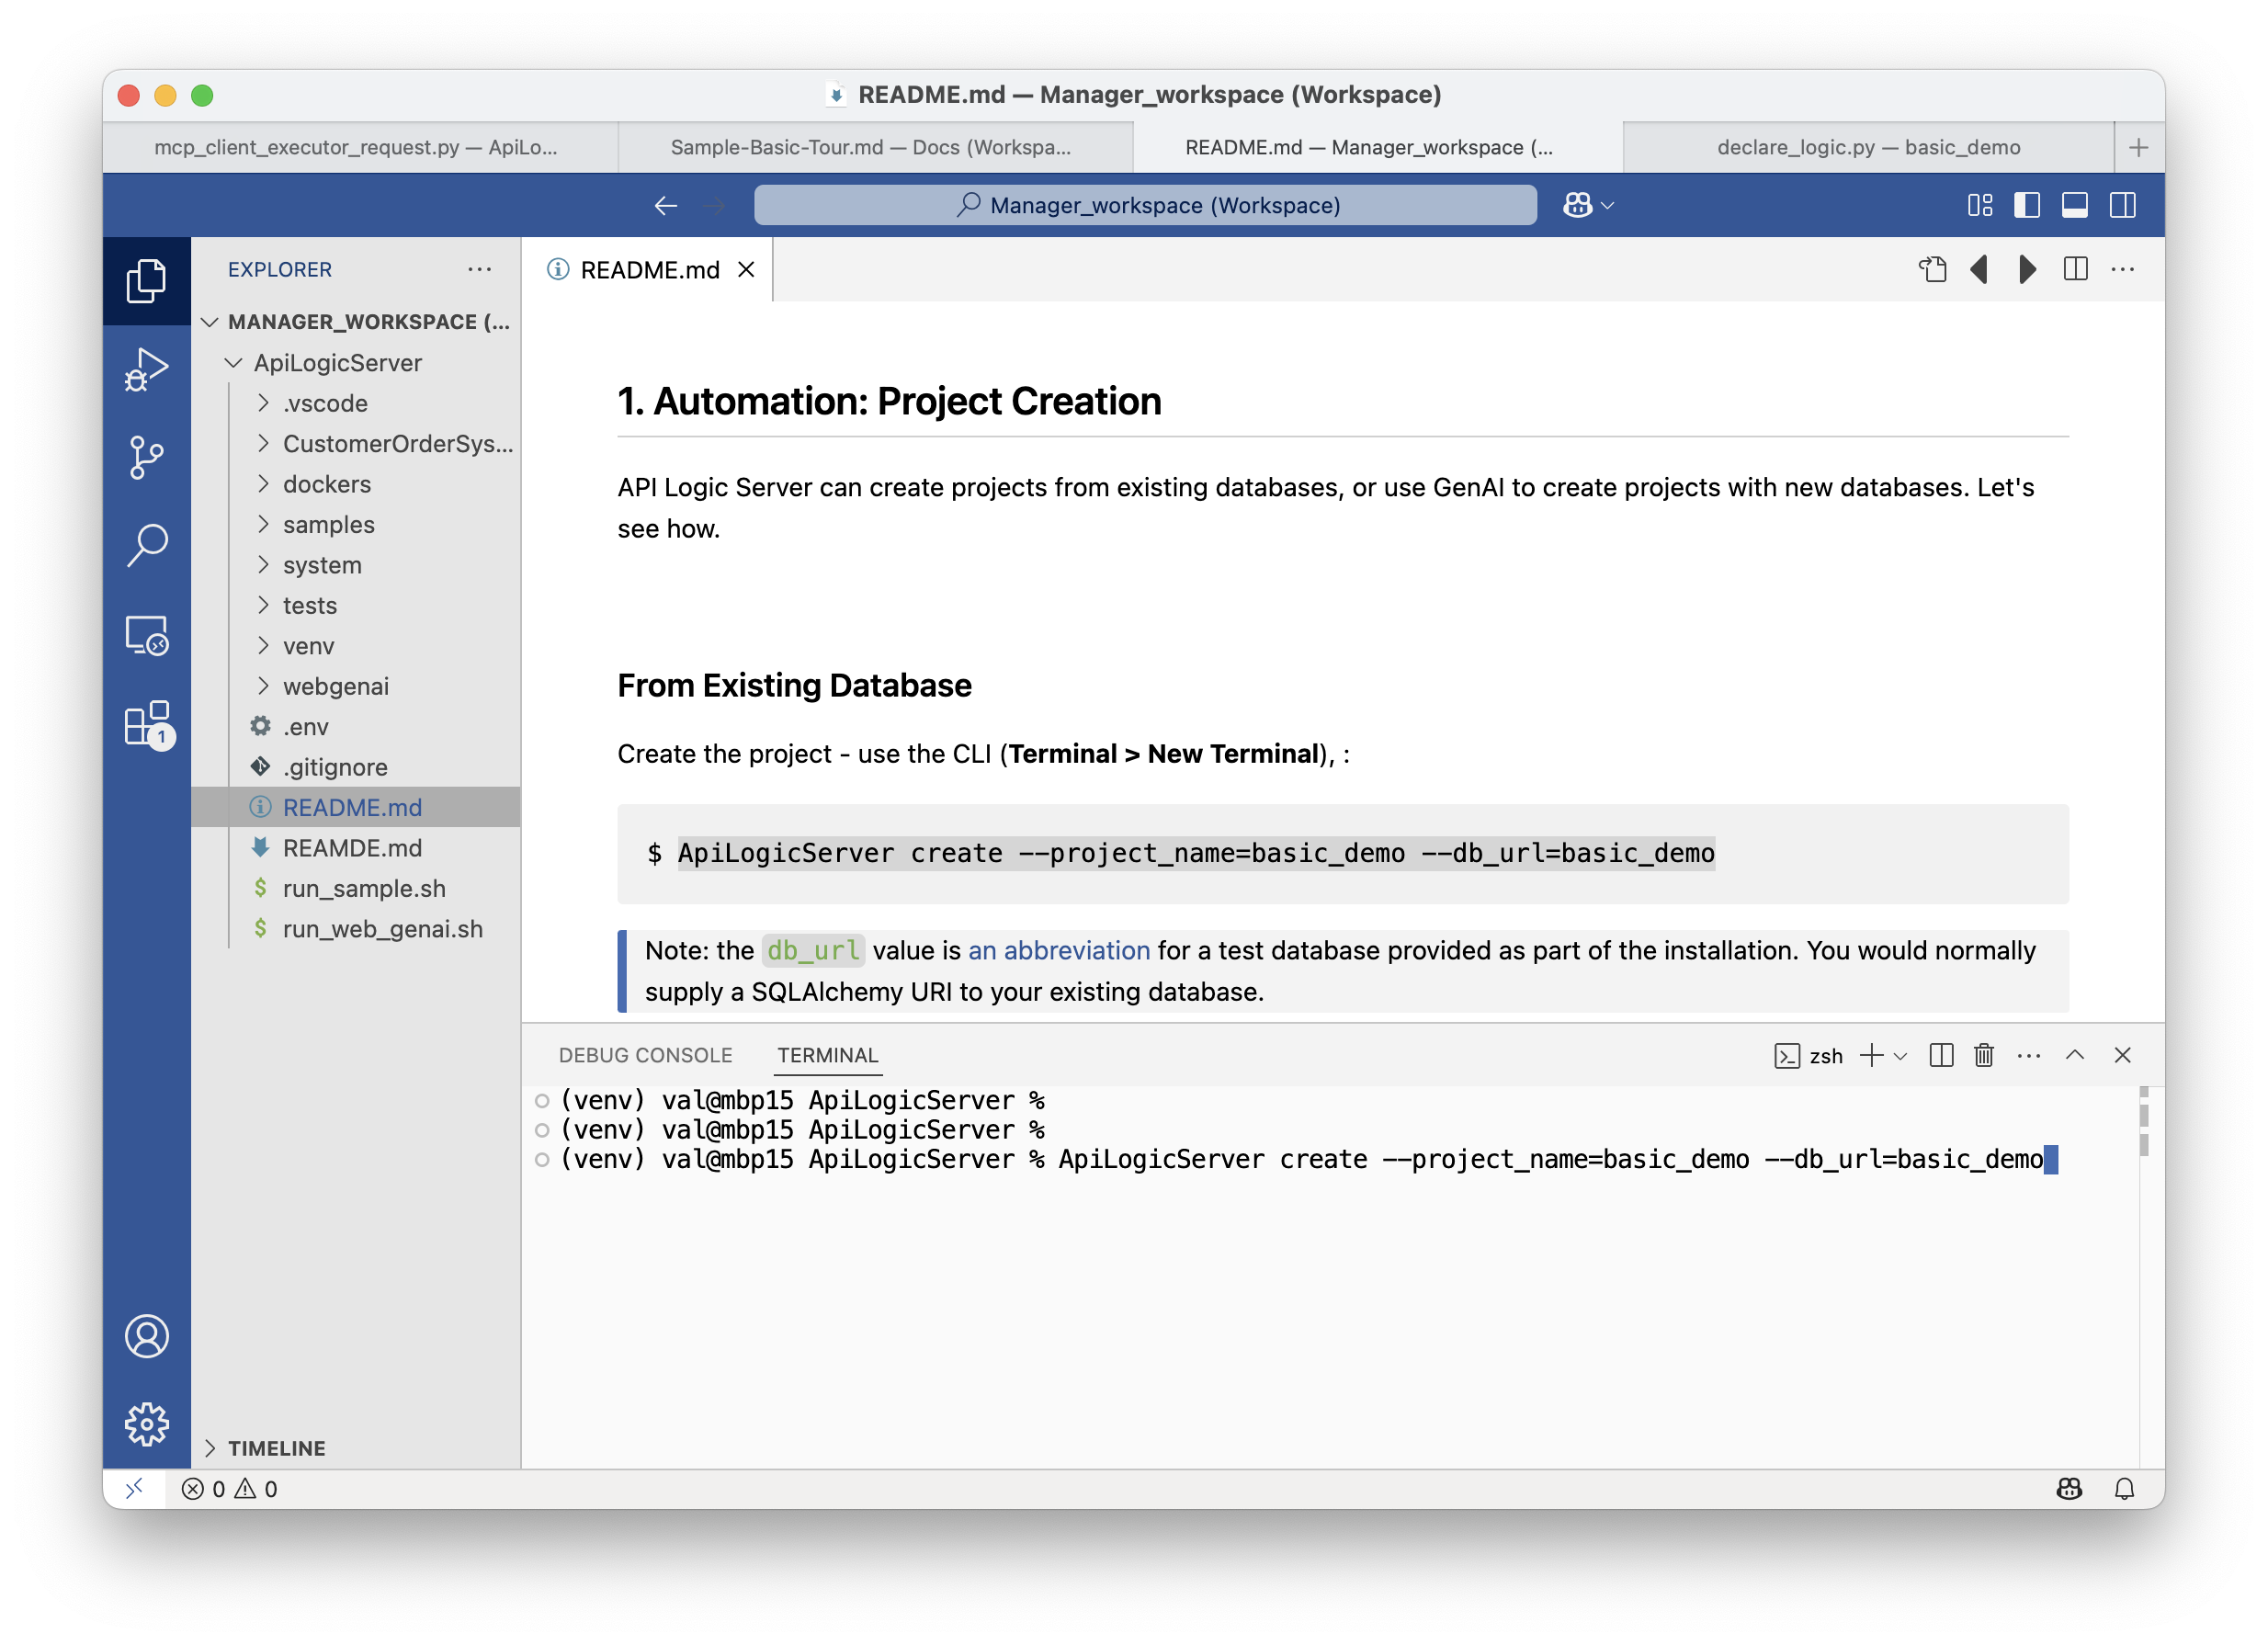 README.md — Manager_workspace (Workspace)
mcp_client_executor_request.py — ApiLo...
Sample-Basic-Tour.md — Docs (Workspa...
README.md — Manager_workspace (...
declare_logic.py — basic_demo
Manager_workspace (Workspace)
EXPLORER
MANAGER_WORKSPACE (...
ApiLogicServer
.vscode
CustomerOrderSys...
dockers
samples
system
tests
venv
webgenai
.env
.gitignore
README.md
REAMDE.md
run_sample.sh
run_web_genai.sh
TIMELINE
1
README.md
1. Automation: Project Creation
API Logic Server can create projects from existing databases, or use GenAI to create projects with new databases. Let's
see how.
From Existing Database
Create the project - use the CLI (Terminal > New Terminal), :
$ ApiLogicServer create --project_name=basic_demo --db_url=basic_demo
Note: the db_url value is an abbreviation for a test database provided as part of the installation. You would normally
supply a SQLAlchemy URI to your existing database.
DEBUG CONSOLE
TERMINAL
zsh
(venv) val@mbp15 ApiLogicServer %
(venv) val@mbp15 ApiLogicServer %
(venv) val@mbp15 ApiLogicServer % ApiLogicServer create --project_name=basic_demo --db_url=basic_demo
0 0